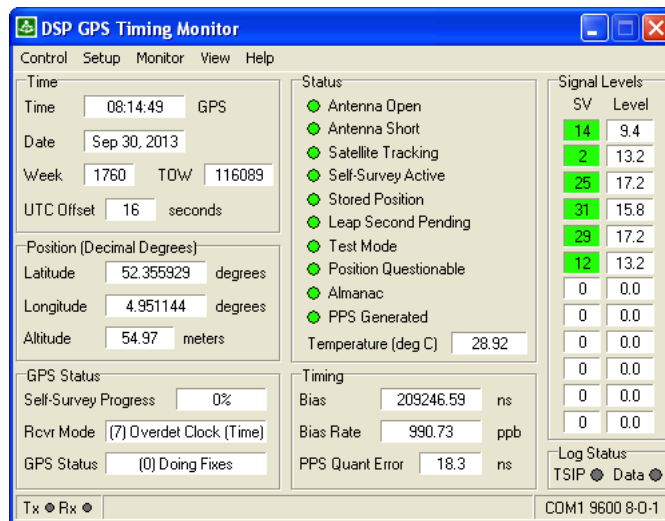 DSP GPS Timing Monitor
Control Setup Monitor View Help
Time
Time 08:14:49 GPS
Date Sep 30, 2013
Week 1760 TOW 116089
UTC Offset 16 seconds
Position (Decimal Degrees)
Latitude 52.355929 degrees
Longitude 4.951144 degrees
Altitude 54.97 meters
GPS Status
Self-Survey Progress 0%
Rcvr Mode (7) Overdet Clock (Time)
GPS Status (0) Doing Fixes
Status
Antenna Open
Antenna Short
Satellite Tracking
Self-Survey Active
Stored Position
Leap Second Pending
Test Mode
Position Questionable
Almanac
PPS Generated
Temperature (deg C) 28.92
Timing
Bias 209246.59 ns
Bias Rate 990.73 ppb
PPS Quant Error 18.3 ns
Signal Levels
SV Level
14 9.4
2 13.2
25 17.2
31 15.8
29 17.2
12 13.2
0 0.0
0 0.0
0 0.0
0 0.0
0 0.0
0 0.0
Log Status
TSIP Data
Tx Rx
COM1 9600 8-O-1